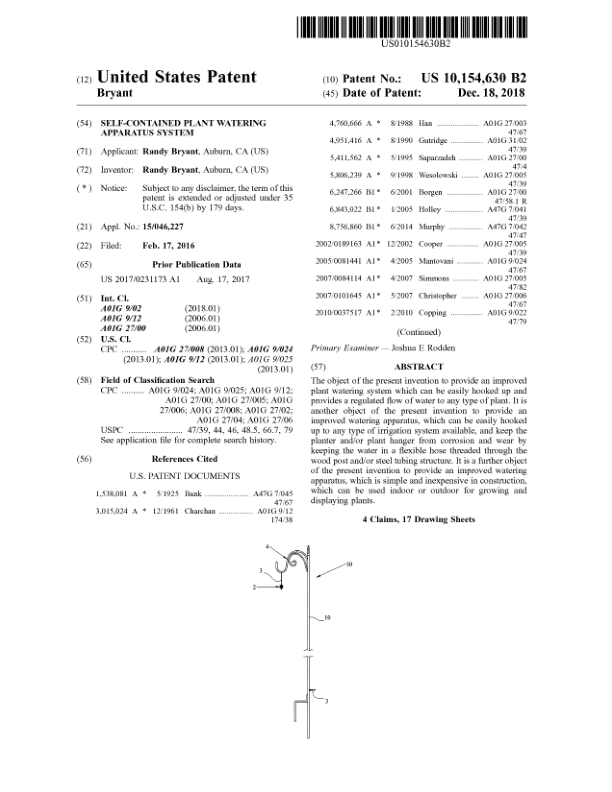 US010154630B2
(12) United States Patent
Bryant
(10) Patent No.: US 10,154,630 B2
(45) Date of Patent: Dec. 18, 2018
(54) SELF-CONTAINED PLANT WATERING
APPARATUS SYSTEM
(71) Applicant: Randy Bryant, Auburn, CA (US)
(72) Inventor: Randy Bryant, Auburn, CA (US)
( * ) Notice: Subject to any disclaimer, the term of this
patent is extended or adjusted under 35
U.S.C. 154(b) by 179 days.
(21) Appl. No.: 15/046,227
(22) Filed: Feb. 17, 2016
(65) Prior Publication Data
US 2017/0231173 A1 Aug. 17, 2017
(51) Int. Cl.
A01G 9/02 (2018.01)
A01G 9/12 (2006.01)
A01G 27/00 (2006.01)
(52) U.S. Cl.
CPC .......... A01G 27/008 (2013.01); A01G 9/024
(2013.01); A01G 9/12 (2013.01); A01G 9/025
(2013.01)
(58) Field of Classification Search
CPC .......... A01G 9/024; A01G 9/025; A01G 9/12;
A01G 27/00; A01G 27/005; A01G
27/006; A01G 27/008; A01G 27/02;
A01G 27/04; A01G 27/06
USPC ........................ 47/39, 44, 46, 48.5, 66.7, 79
See application file for complete search history.
(56) References Cited
U.S. PATENT DOCUMENTS
1,538,081 A * 5/1925 Bank .................... A47G 7/045
47/67
3,015,024 A * 12/1961 Charchan ............... A01G 9/12
174/38
4,760,666 A * 8/1988 Han ................... A01G 27/003
47/67
4,951,416 A * 8/1990 Gutridge ............... A01G 31/02
47/39
5,411,562 A * 5/1995 Saparzadeh ........... A01G 27/00
47/4
5,806,239 A * 9/1998 Wesolowski ........ A01G 27/005
47/39
6,247,266 B1* 6/2001 Borgen ................. A01G 27/00
47/58.1 R
6,843,022 B1* 1/2005 Holley ................... A47G 7/041
47/39
8,756,860 B1* 6/2014 Murphy ................. A47G 7/042
47/47
2002/0189163 A1* 12/2002 Cooper ................ A01G 27/005
47/39
2005/0081441 A1* 4/2005 Mantovani ............ A01G 9/024
47/67
2007/0084114 A1* 4/2007 Simmons ............ A01G 27/005
47/82
2007/0101645 A1* 5/2007 Christopher ........ A01G 27/006
47/67
2010/0037517 A1* 2/2010 Copping ................ A01G 9/022
47/79
(Continued)
Primary Examiner — Joshua E Rodden
(57) ABSTRACT
The object of the present invention to provide an improved
plant watering system which can be easily hooked up and
provides a regulated flow of water to any type of plant. It is
another object of the present invention to provide an
improved watering apparatus, which can be easily hooked
up to any type of irrigation system available, and keep the
planter and/or plant hanger from corrosion and wear by
keeping the water in a flexible hose threaded through the
wood post and/or steel tubing structure. It is a further object
of the present invention to provide an improved watering
apparatus, which is simple and inexpensive in construction,
which can be used indoor or outdoor for growing and
displaying plants.
4 Claims, 17 Drawing Sheets
4
3
2
10
3